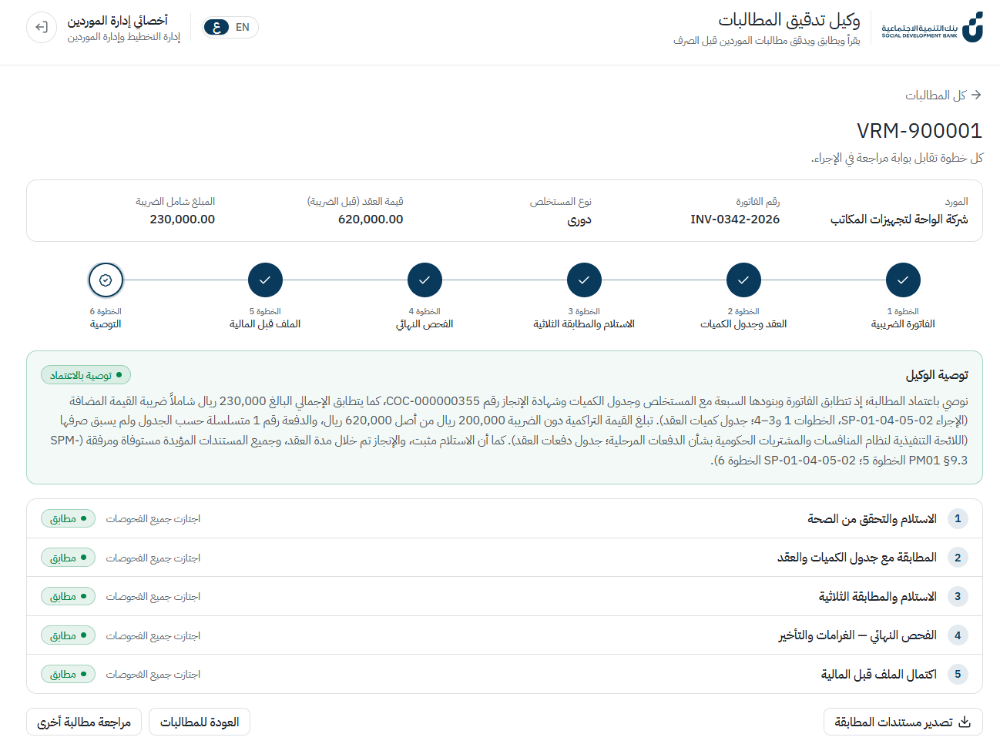 بنك التنمية الاجتماعية
SOCIAL DEVELOPMENT BANK
وكيل تدقيق المطالبات
يقرأ ويطابق ويدقق مطالبات الموردين قبل الصرف
EN ع
أخصائي إدارة الموردين
إدارة التخطيط وإدارة الموردين
كل المطالبات
VRM-900001
كل خطوة تقابل بوابة مراجعة في الإجراء.
المورد
شركة الواحة لتجهيزات المكاتب
رقم الفاتورة
INV-0342-2026
نوع المستخلص
دوري
قيمة العقد (قبل الضريبة)
620,000.00
المبلغ شامل الضريبة
230,000.00
الخطوة 1
الفاتورة الضريبية
الخطوة 2
العقد وجدول الكميات
الخطوة 3
الاستلام والمطابقة الثلاثية
الخطوة 4
الفحص النهائي
الخطوة 5
الملف قبل المالية
الخطوة 6
التوصية
توصية الوكيل
توصية بالاعتماد
نوصي باعتماد المطالبة؛ إذ تتطابق الفاتورة وبنودها السبعة مع المستخلص وجدول الكميات وشهادة الإنجاز رقم COC-000000355، كما يتطابق الإجمالي البالغ 230,000 ريال شاملاً ضريبة القيمة المضافة
(الإجراء SP-01-04-05-02، الخطوات 1 و3–4؛ جدول كميات العقد). تبلغ القيمة التراكمية دون الضريبة 200,000 ريال من أصل 620,000 ريال، والدفعة رقم 1 متسلسلة حسب الجدول ولم يسبق صرفها
(اللائحة التنفيذية لنظام المنافسات والمشتريات الحكومية بشأن الدفعات المرحلية؛ جدول دفعات العقد). كما أن الاستلام مثبت، والإنجاز تم خلال مدة العقد، وجميع المستندات المؤيدة مستوفاة ومرفقة (SPM-
PM01 §9.3 الخطوة 5؛ SP-01-04-05-02 الخطوة 6).
1 الاستلام والتحقق من الصحة اجتازت جميع الفحوصات مطابق
2 المطابقة مع جدول الكميات والعقد اجتازت جميع الفحوصات مطابق
3 الاستلام والمطابقة الثلاثية اجتازت جميع الفحوصات مطابق
4 الفحص النهائي — الغرامات والتأخير اجتازت جميع الفحوصات مطابق
5 اكتمال الملف قبل المالية اجتازت جميع الفحوصات مطابق
تصدير مستندات المطابقة
العودة للمطالبات
مراجعة مطالبة أخرى